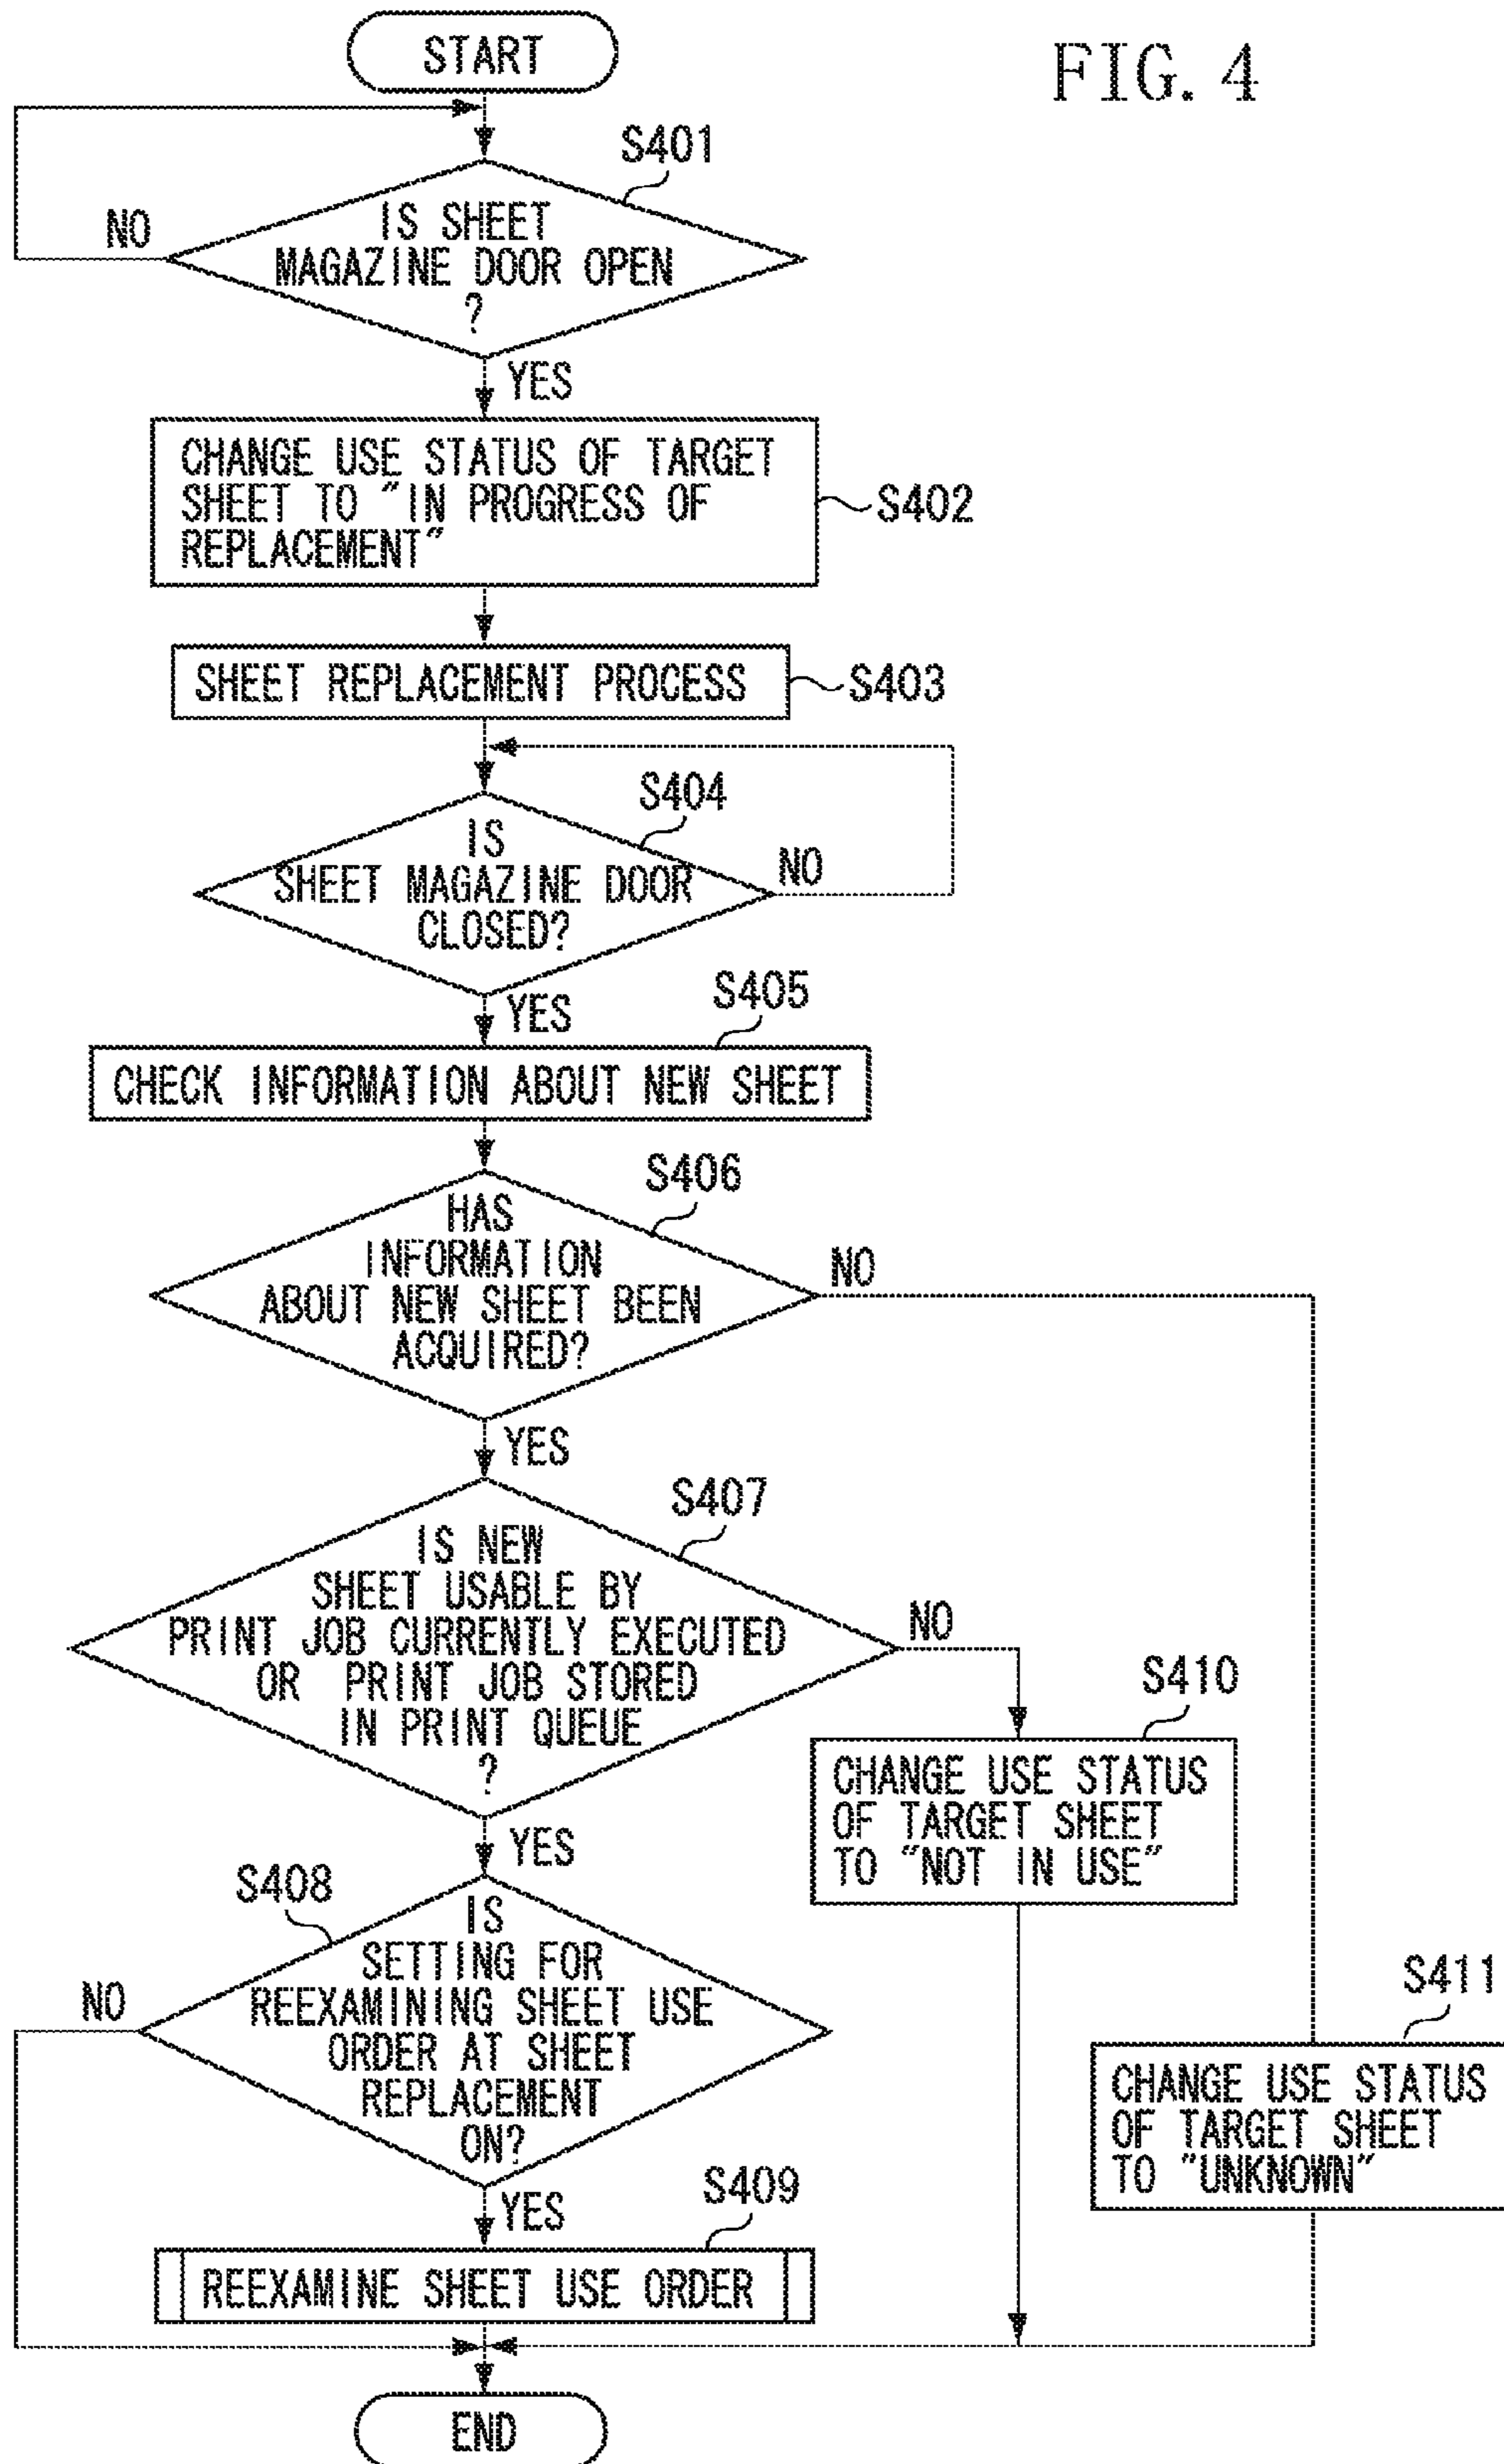 START
FIG. 4
S401
IS SHEET
MAGAZINE DOOR OPEN
?
NO
YES
CHANGE USE STATUS OF TARGET
SHEET TO "IN PROGRESS OF
REPLACEMENT"
S402
SHEET REPLACEMENT PROCESS
S403
S404
IS
SHEET MAGAZINE DOOR
CLOSED?
NO
YES
S405
CHECK INFORMATION ABOUT NEW SHEET
S406
HAS
INFORMATION
ABOUT NEW SHEET BEEN
ACQUIRED?
NO
YES
S407
IS NEW
SHEET USABLE BY
PRINT JOB CURRENTLY EXECUTED
OR PRINT JOB STORED
IN PRINT QUEUE
?
NO
YES
S410
CHANGE USE STATUS
OF TARGET SHEET
TO "NOT IN USE"
S408
IS
SETTING FOR
REEXAMINING SHEET USE
ORDER AT SHEET
REPLACEMENT
ON?
NO
YES
S411
CHANGE USE STATUS
OF TARGET SHEET
TO "UNKNOWN"
S409
REEXAMINE SHEET USE ORDER
END